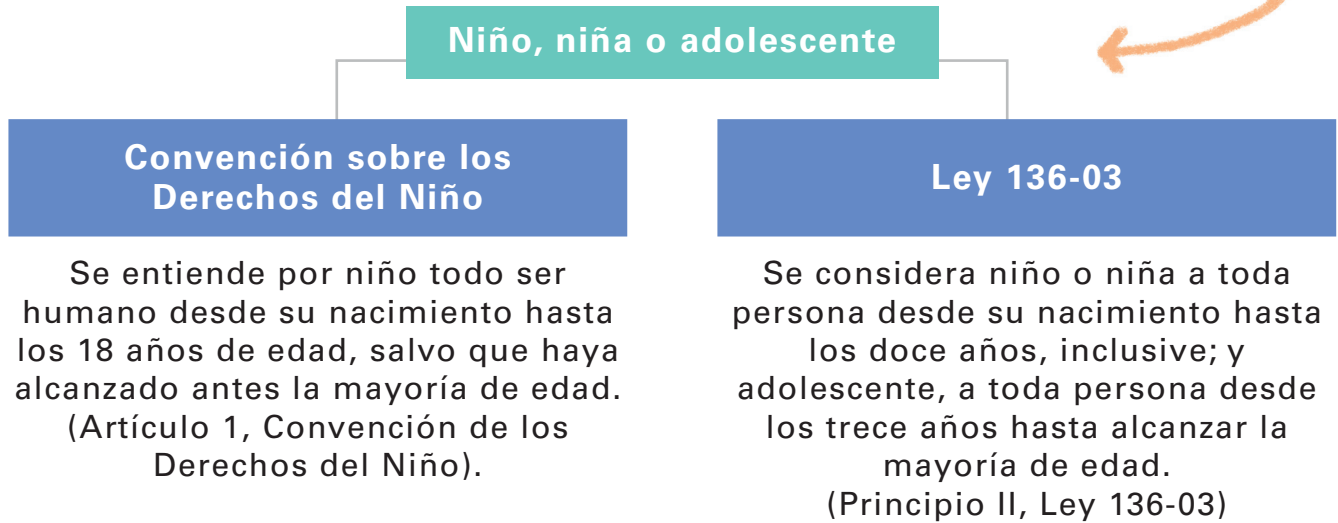 Niño, niña o adolescente
Convención sobre los
Derechos del Niño
Se entiende por niño todo ser
humano desde su nacimiento hasta
los 18 años de edad, salvo que haya
alcanzado antes la mayoría de edad.
(Artículo 1, Convención de los
Derechos del Niño).
Ley 136-03
Se considera niño o niña a toda
persona desde su nacimiento hasta
los doce años, inclusive; y
adolescente, a toda persona desde
los trece años hasta alcanzar la
mayoría de edad.
(Principio II, Ley 136-03)